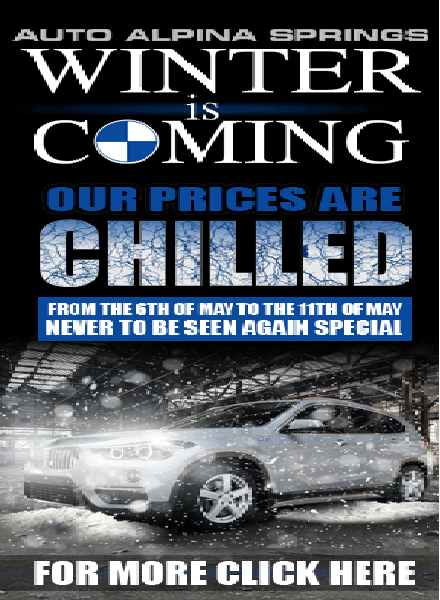 AUTO ALPINA SPRINGS
WINTER
is
COMING
OUR PRICES ARE
CHILLED
FROM THE 6TH OF MAY TO THE 11TH OF MAY
NEVER TO BE SEEN AGAIN SPECIAL
FOR MORE CLICK HERE